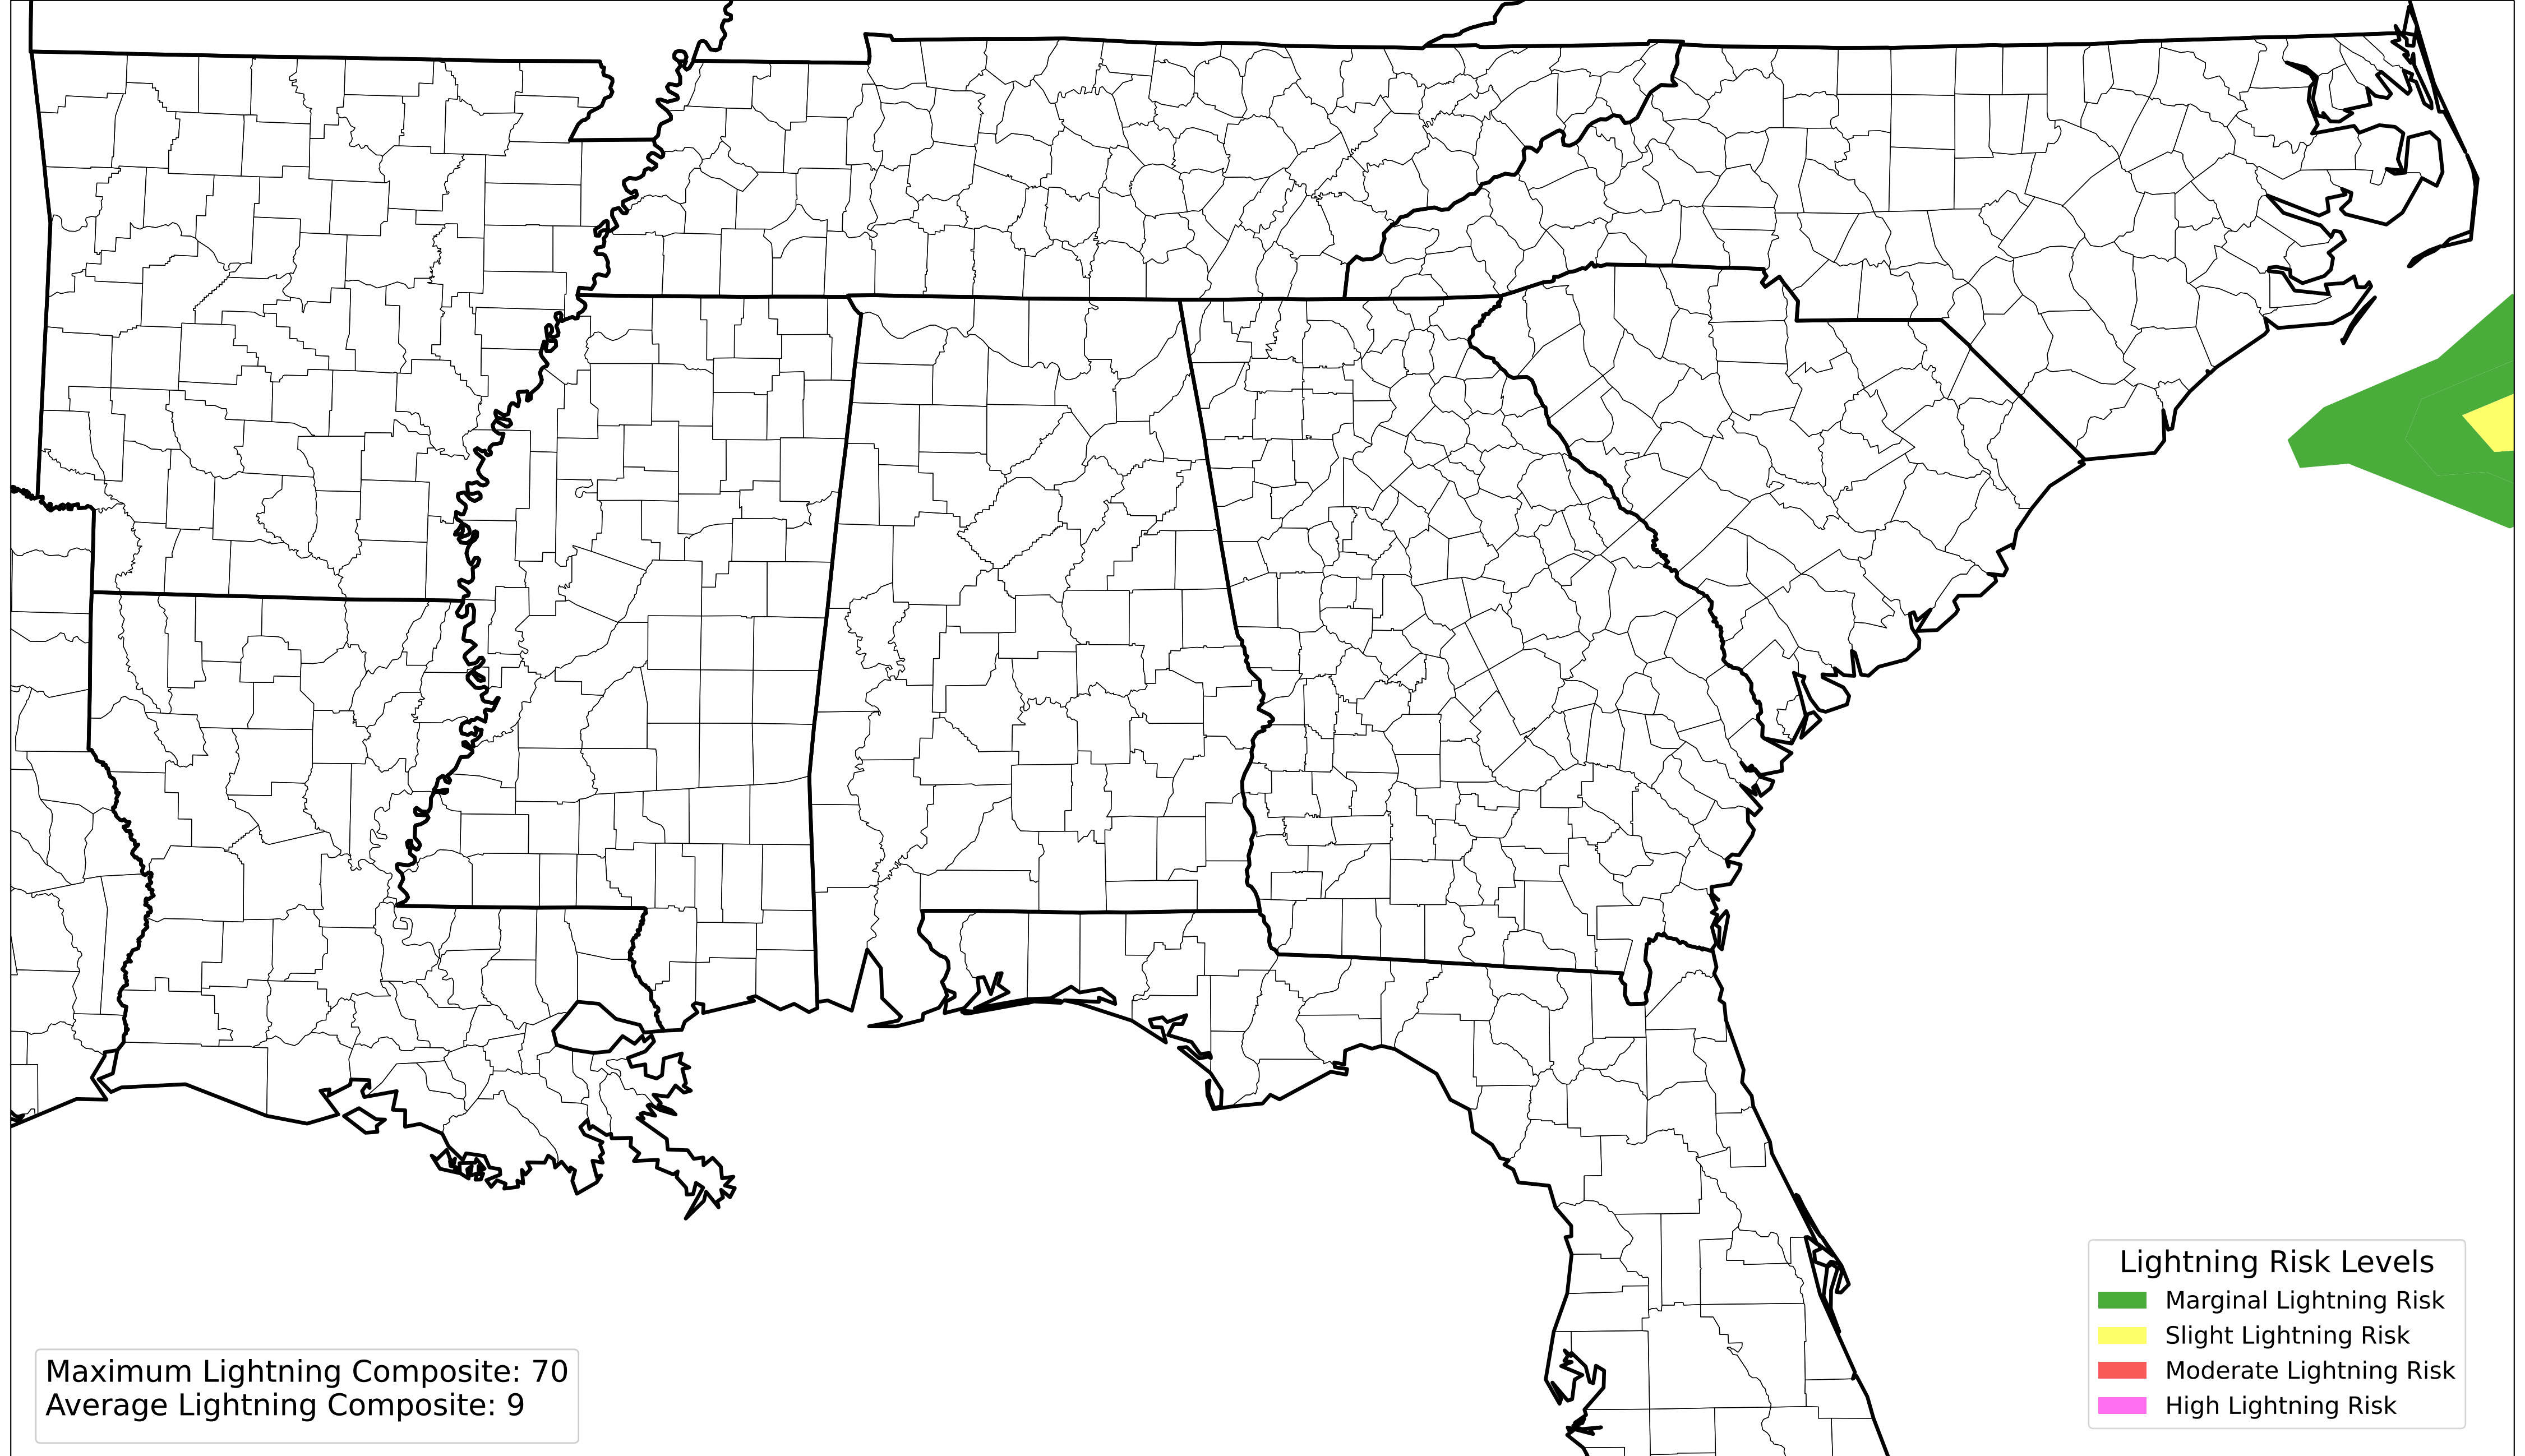 Lightning Risk Levels
Marginal Lightning Risk
Slight Lightning Risk
Moderate Lightning Risk
High Lightning Risk
Maximum Lightning Composite: 70
Average Lightning Composite: 9